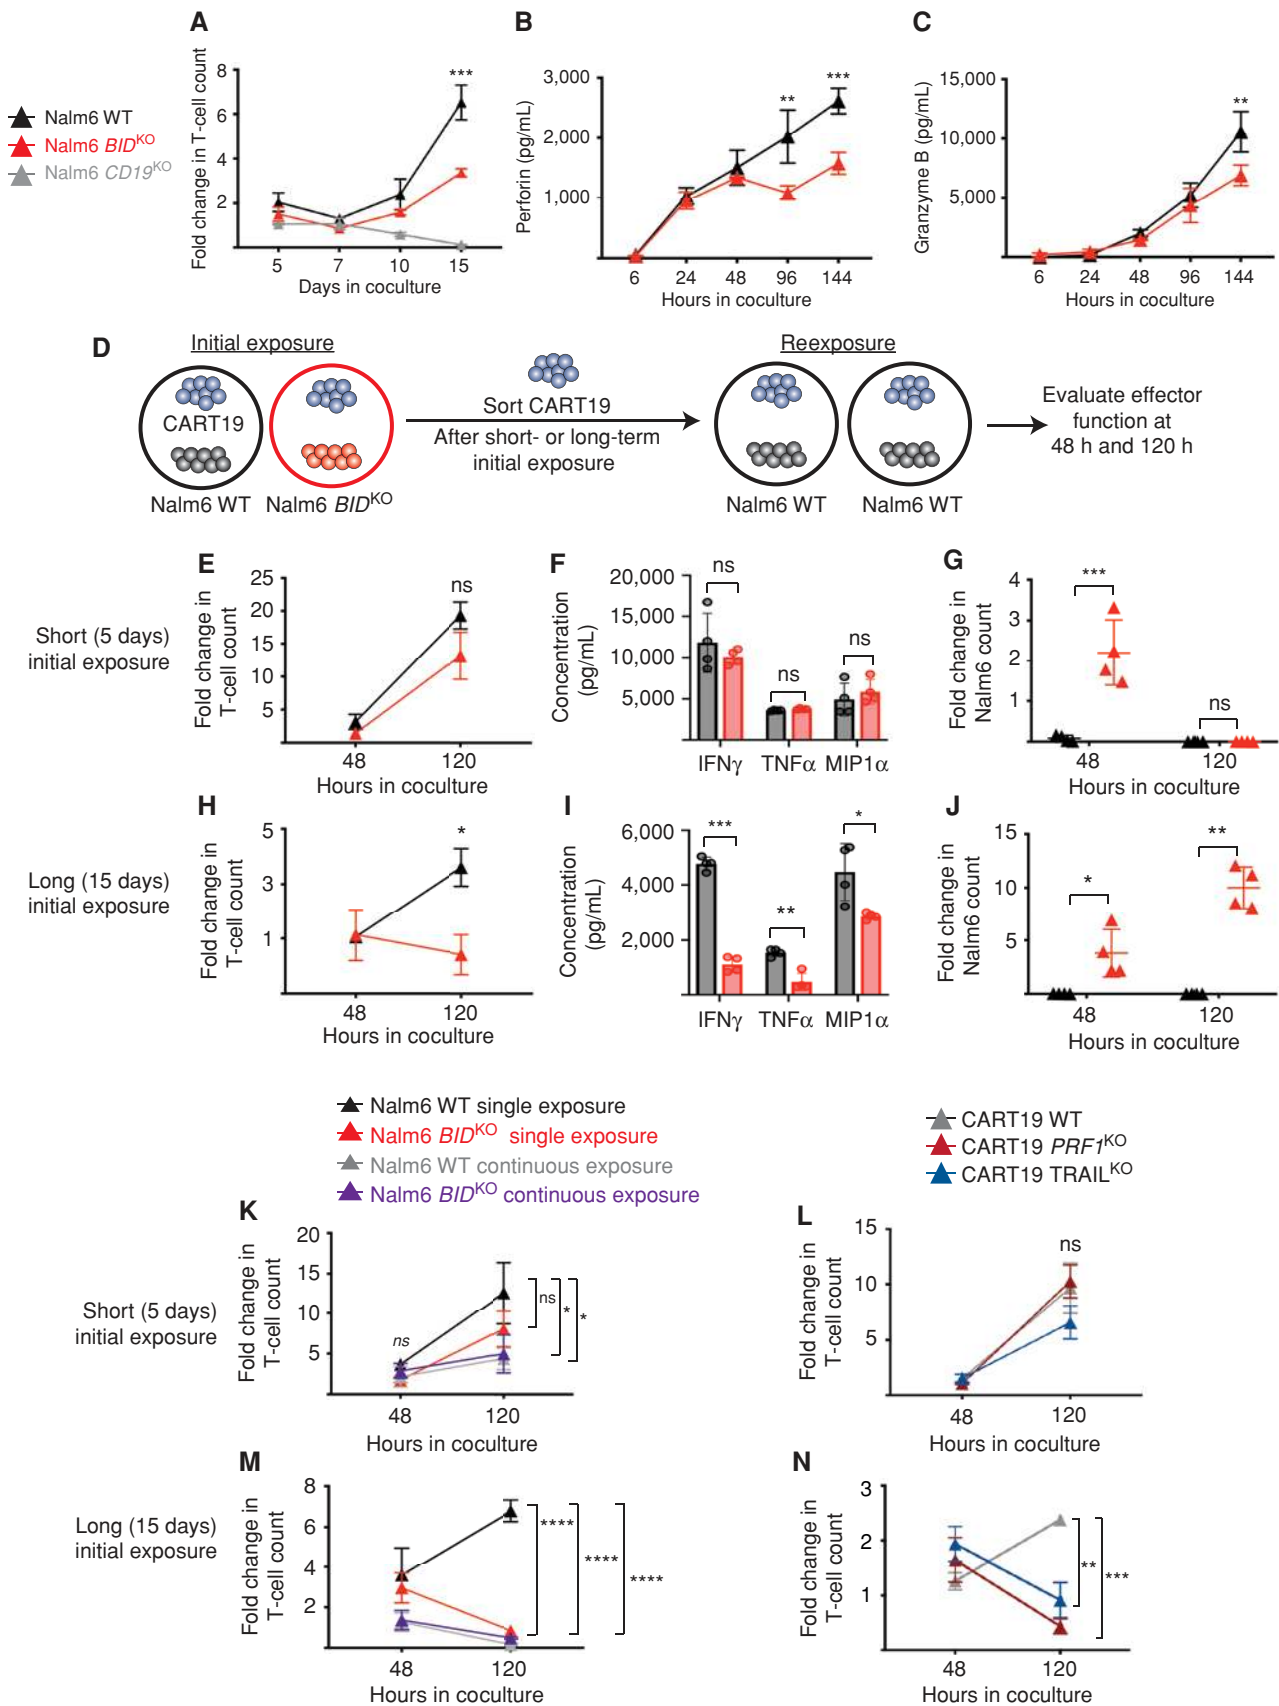 A
Fold change in T-cell count
8
6
4
2
5
7
10
15
Days in coculture
***
Nalm6 WT
Nalm6 BIDKO
Nalm6 CD19KO
B
Perforin (pg/mL)
3,000
2,000
1,000
6
24
48
96
144
Hours in coculture
**
***
C
Granzyme B (pg/mL)
15,000
10,000
5,000
6
24
48
96
144
Hours in coculture
**
D
Initial exposure
CART19
Nalm6 WT
Nalm6 BIDKO
Sort CART19
After short- or long-term
initial exposure
Reexposure
Nalm6 WT
Nalm6 WT
Evaluate effector
function at
48 h and 120 h
Short (5 days)
initial exposure
E
Fold change in
T-cell count
25
20
15
10
5
ns
48
120
Hours in coculture
F
Concentration
(pg/mL)
20,000
15,000
10,000
5,000
ns
ns
ns
IFNγ
TNFα
MIP1α
G
Fold change in
Nalm6 count
4
3
2
1
***
ns
48
120
Hours in coculture
Long (15 days)
initial exposure
H
Fold change in
T-cell count
5
3
1
*
48
120
Hours in coculture
I
Concentration
(pg/mL)
6,000
4,000
2,000
***
**
*
IFNγ
TNFα
MIP1α
J
Fold change in
Nalm6 count
15
10
5
*
**
48
120
Hours in coculture
Nalm6 WT single exposure
Nalm6 BIDKO single exposure
Nalm6 WT continuous exposure
Nalm6 BIDKO continuous exposure
CART19 WT
CART19 PRF1KO
CART19 TRAILKO
Short (5 days)
initial exposure
K
Fold change in
T-cell count
20
15
10
5
ns
ns
*
*
48
120
Hours in coculture
L
Fold change in
T-cell count
15
10
5
ns
48
120
Hours in coculture
Long (15 days)
initial exposure
M
Fold change in
T-cell count
8
6
4
2
****
****
****
48
120
Hours in coculture
N
Fold change in
T-cell count
3
2
1
**
***
48
120
Hours in coculture